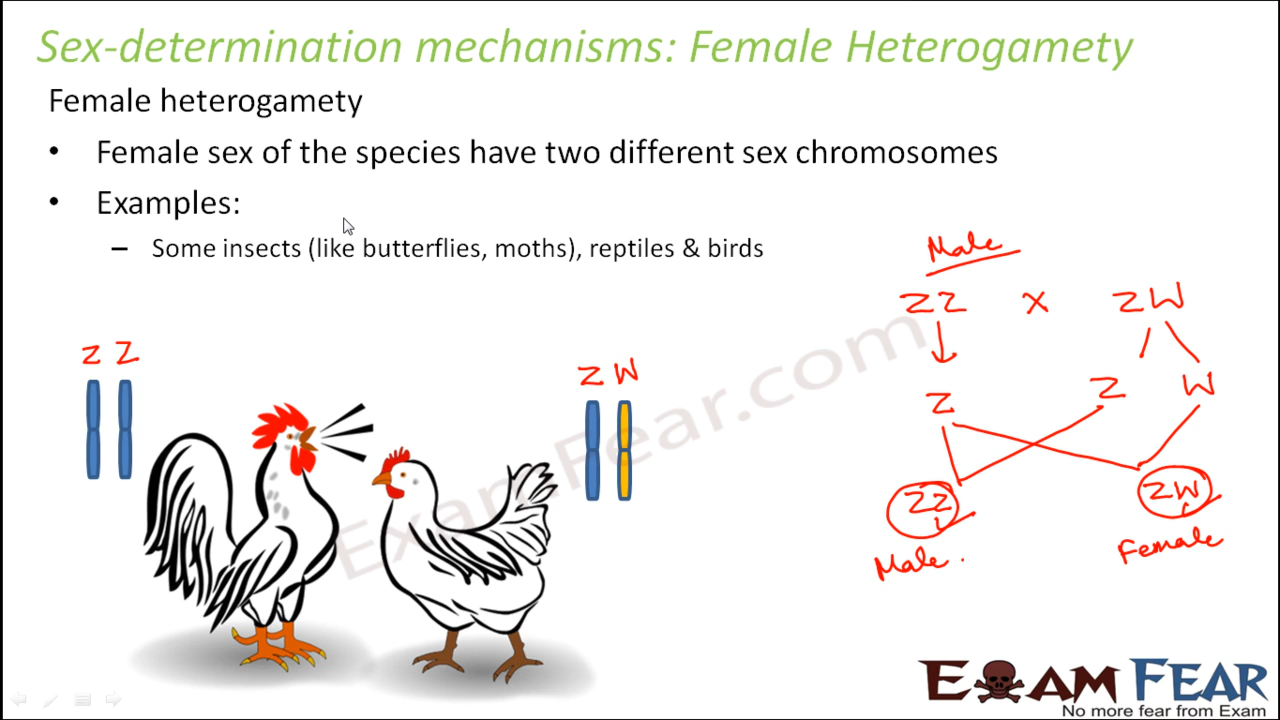 Sex-determination mechanisms: Female Heterogamety
Female heterogamety
• Female sex of the species have two different sex chromosomes
• Examples:
– Some insects (like butterflies, moths), reptiles & birds
Male
ZZ x ZW
Z Z
Z W
Z Z W
ZZ ZW
Male. Female
ExamFear.com
EXAM FEAR
No more fear from Exam